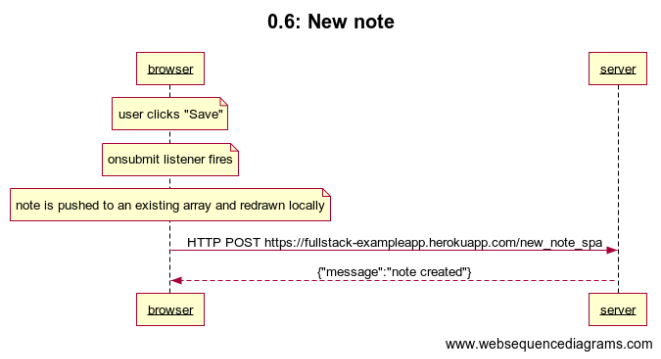 0.6: New note
browser
server
user clicks "Save"
onsubmit listener fires
note is pushed to an existing array and redrawn locally
HTTP POST https://fullstack-exampleapp.herokuapp.com/new_note_spa
{"message":"note created"}
browser
server
www.websequencediagrams.com